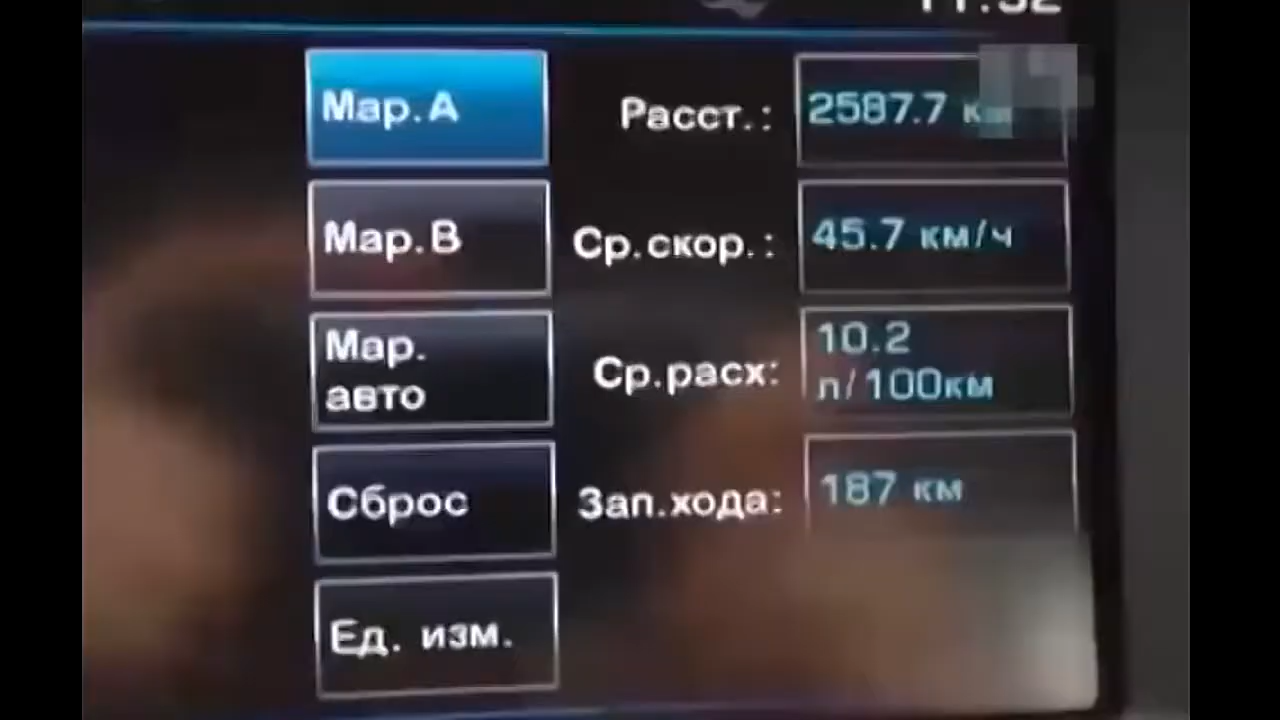 Мар.А
Расст.: 2587.7 км
Мар.В
Ср.скор.: 45.7 км/ч
Мар.
авто
Ср.расх: 10.2
л/100км
Сброс
Зап.хода: 187 км
Ед. изм.